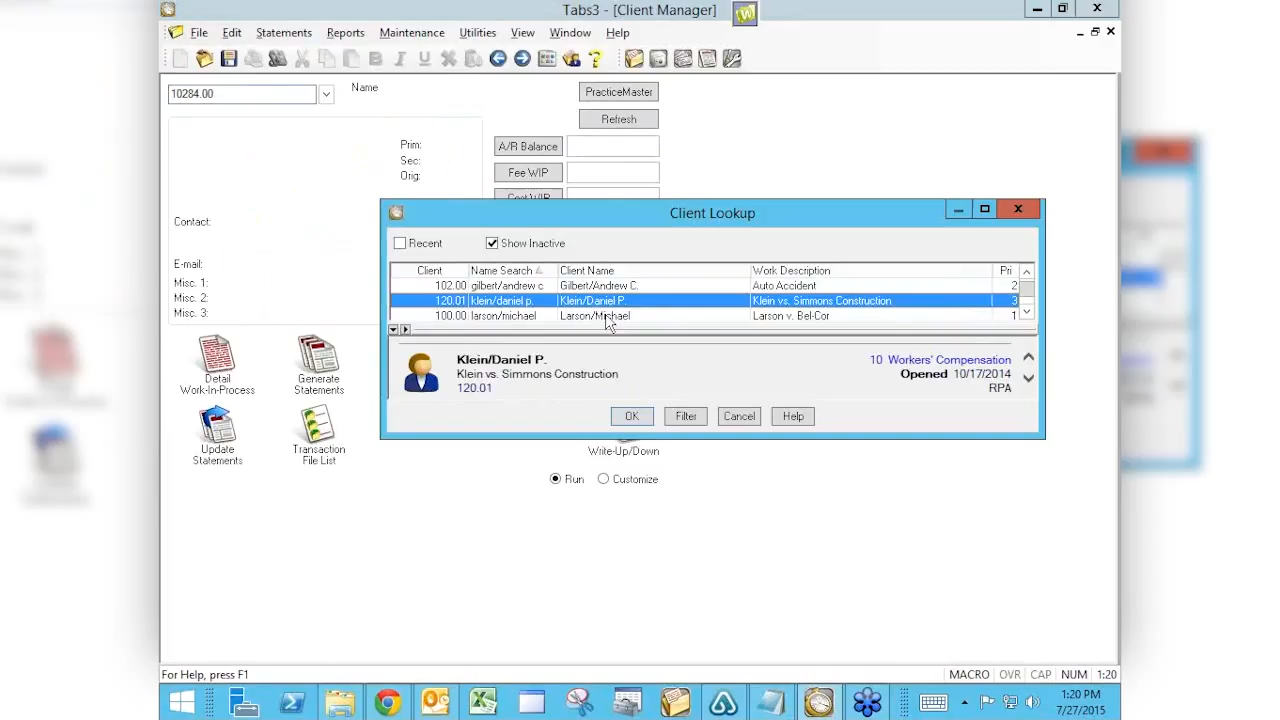 Tabs3 - [Client Manager]
File Edit Statements Reports Maintenance Utilities View Window Help
10284.00
Name
PracticeMaster
Refresh
Prim:
Sec:
Orig:
A/R Balance
Fee WIP
Contact:
E-mail:
Misc. 1:
Misc. 2:
Misc. 3:
Client Lookup
Recent
Show Inactive
Client Name Search Client Name Work Description Pri
102.00 gilbert/andrew c Gilbert/Andrew C. Auto Accident 2
120.01 klein/daniel p. Klein/Daniel P. Klein vs. Simmons Construction 3
100.00 larson/michael Larson/Michael Larson v. Bel-Cor 1
Klein/Daniel P.
Klein vs. Simmons Construction
120.01
10 Workers' Compensation
Opened 10/17/2014
RPA
OK Filter Cancel Help
Detail
Work-In-Process
Generate
Statements
Update
Statements
Transaction
File List
Write-Up/Down
Run
Customize
For Help, press F1
MACRO OVR CAP NUM 1:20
1:20 PM
7/27/2015